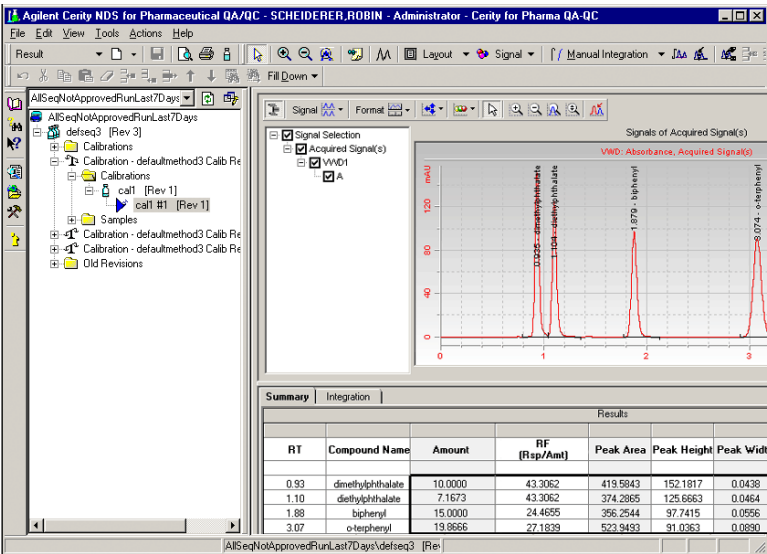 Agilent Cerity NDS for Pharmaceutical QA/QC - SCHEIDERER,ROBIN - Administrator - Cerity for Pharma QA-QC
File Edit View Tools Actions Help
Result Layout Signal Manual Integration
Fill Down
AllSeqNotApprovedRunLast7Days
AllSeqNotApprovedRunLast7Days
defseq3 [Rev 3]
Calibrations
Calibration - defaultmethod3 Calib Re
Calibrations
cal1 [Rev 1]
cal1 #1 [Rev 1]
Samples
Calibration - defaultmethod3 Calib Re
Calibration - defaultmethod3 Calib Re
Old Revisions
Signal Format
Signal Selection
Acquired Signal(s)
VWD1
A
Signals of Acquired Signal(s)
VWD: Absorbance, Acquired Signal(s)
mAU
120
80
40
0
0.935 - dimethylphthalate
1.104 - diethylphthalate
1.879 - biphenyl
8.074 - o-terphenyl
0 1 2 3
Summary Integration
Results
RT Compound Name Amount RF (Rsp/Amt) Peak Area Peak Height Peak Widt
0.93 dimethylphthalate 10.0000 43.3062 419.5843 152.1817 0.0438
1.10 diethylphthalate 7.1673 43.3062 374.2865 125.6663 0.0464
1.88 biphenyl 15.0000 24.4655 356.2544 97.7415 0.0556
3.07 o-terphenyl 19.8666 27.1839 523.9493 91.0363 0.0890
AllSeqNotApprovedRunLast7Days\defseq3 [Re